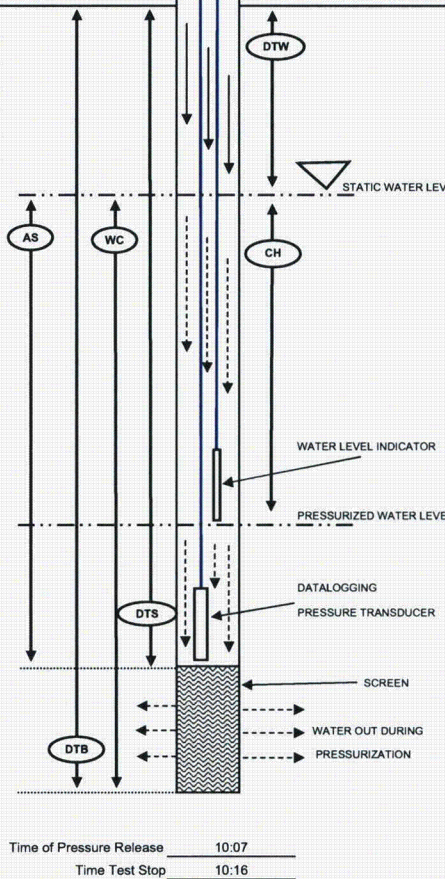 DTW
STATIC WATER LEV
AS
WC
CH
WATER LEVEL INDICATOR
PRESSURIZED WATER LEVE
DATALOGGING
PRESSURE TRANSDUCER
DTS
SCREEN
WATER OUT DURING
PRESSURIZATION
DTB
Time of Pressure Release 10:07
Time Test Stop 10:16